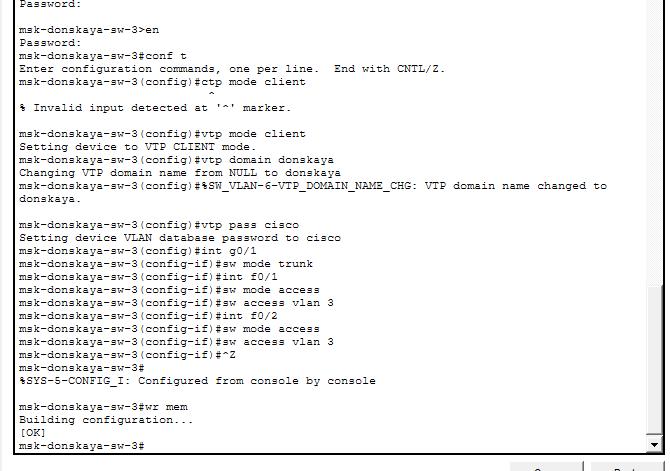 Password:
msk-donskaya-sw-3>en
Password:
msk-donskaya-sw-3#conf t
Enter configuration commands, one per line.  End with CNTL/Z.
msk-donskaya-sw-3(config)#ctp mode client
^
% Invalid input detected at '^' marker.
msk-donskaya-sw-3(config)#vtp mode client
Setting device to VTP CLIENT mode.
msk-donskaya-sw-3(config)#vtp domain donskaya
Changing VTP domain name from NULL to donskaya
msk-donskaya-sw-3(config)#%SW_VLAN-6-VTP_DOMAIN_NAME_CHG: VTP domain name changed to
donskaya.
msk-donskaya-sw-3(config)#vtp pass cisco
Setting device VLAN database password to cisco
msk-donskaya-sw-3(config)#int g0/1
msk-donskaya-sw-3(config-if)#sw mode trunk
msk-donskaya-sw-3(config-if)#int f0/1
msk-donskaya-sw-3(config-if)#sw mode access
msk-donskaya-sw-3(config-if)#sw access vlan 3
msk-donskaya-sw-3(config-if)#int f0/2
msk-donskaya-sw-3(config-if)#sw mode access
msk-donskaya-sw-3(config-if)#sw access vlan 3
msk-donskaya-sw-3(config-if)#^Z
msk-donskaya-sw-3#
%SYS-5-CONFIG_I: Configured from console by console
msk-donskaya-sw-3#wr mem
Building configuration...
[OK]
msk-donskaya-sw-3#